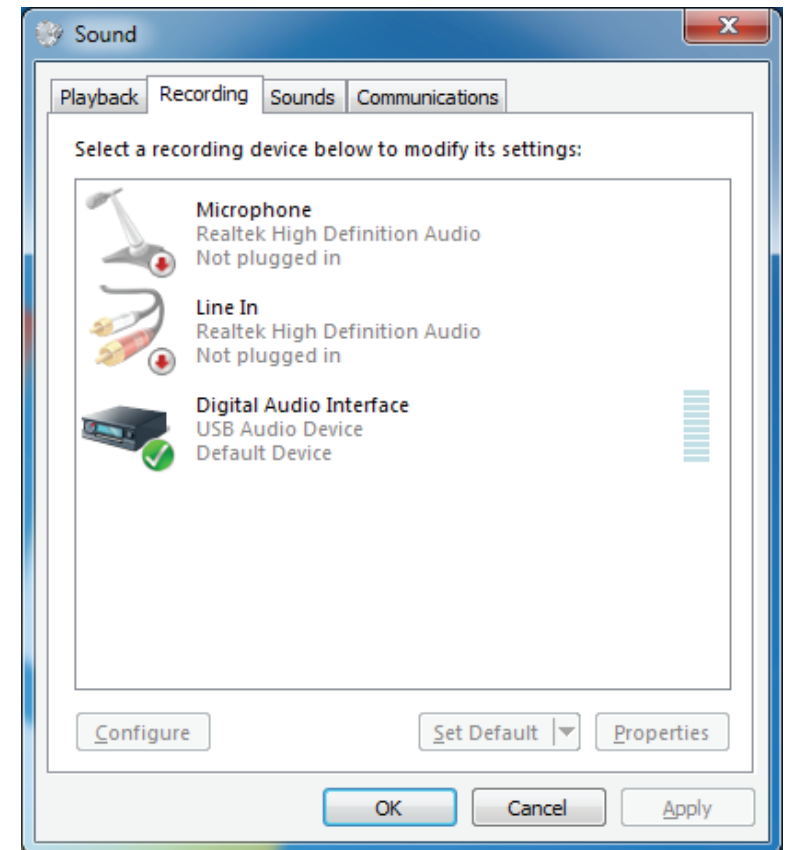 Sound
Playback Recording Sounds Communications
Select a recording device below to modify its settings:
Microphone
Realtek High Definition Audio
Not plugged in
Line In
Realtek High Definition Audio
Not plugged in
Digital Audio Interface
USB Audio Device
Default Device
Configure Set Default Properties
OK Cancel Apply